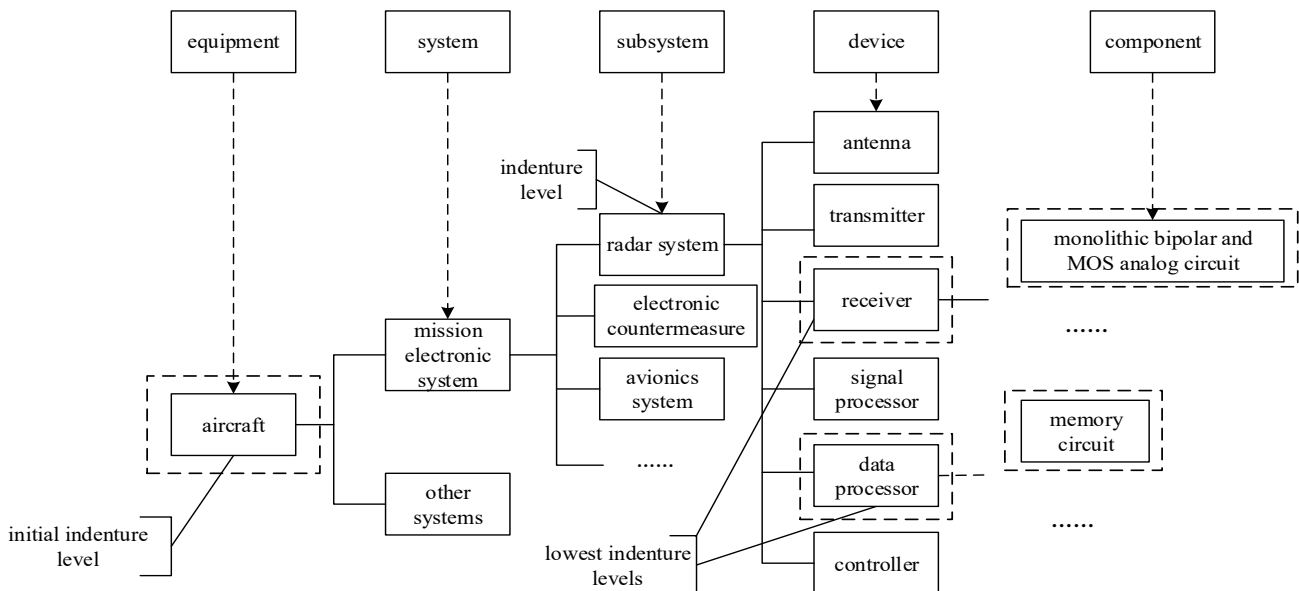 equipment
system
subsystem
device
component
antenna
indenture
level
transmitter
radar system
monolithic bipolar and
MOS analog circuit
receiver
electronic
countermeasure
......
mission
electronic
system
avionics
system
signal
processor
aircraft
memory
circuit
......
data
processor
other
systems
initial indenture
level
......
lowest indenture
levels
controller